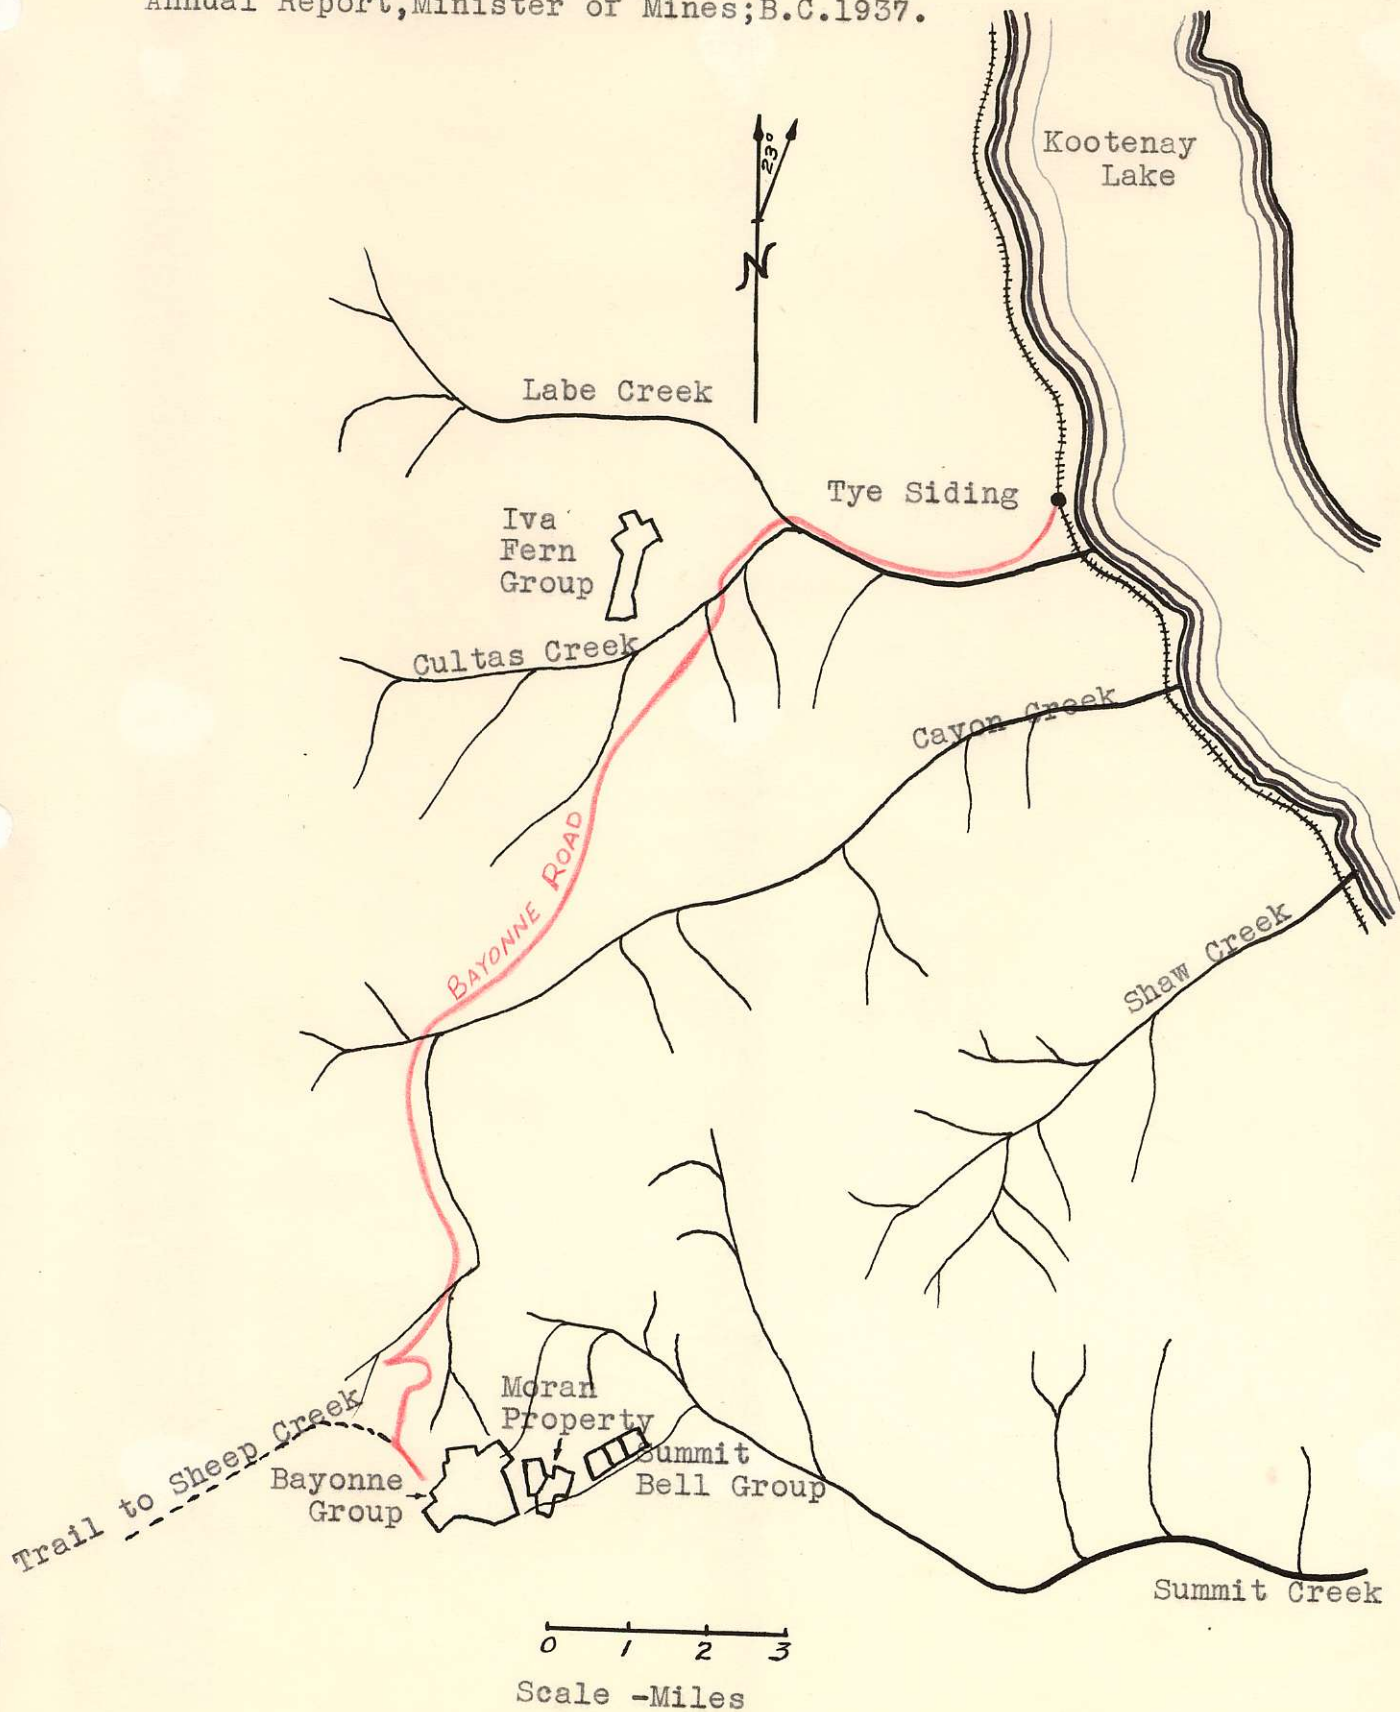 Annual Report,Minister of Mines;B.C.1937.
Kootenay
Lake
23°
N
Labe Creek
Tye Siding
Iva
Fern
Group
Cultas Creek
Cayon Creek
BAYONNE ROAD
Shaw Creek
Moran
Property
Trail to Sheep Creek
Summit
Bell Group
Bayonne
Group
Summit Creek
0 1 2 3
Scale -Miles